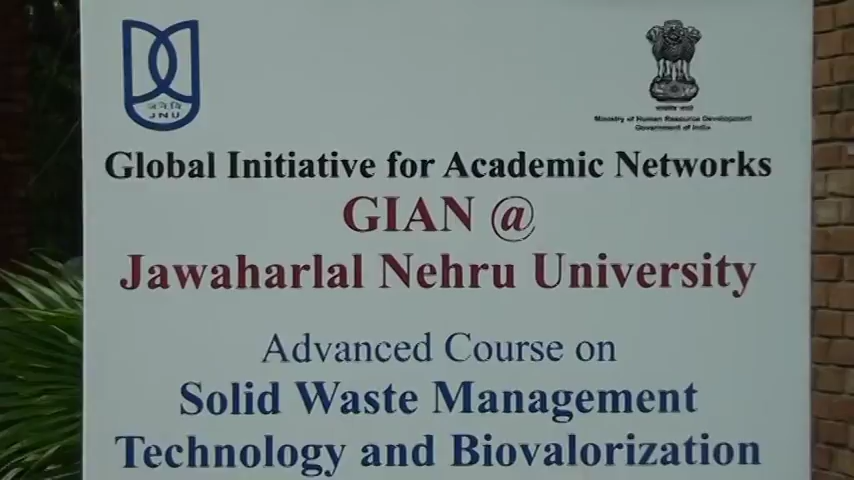 जनेवि
JNU
Ministry of Human Resource Development
Government of India
Global Initiative for Academic Networks
GIAN @
Jawaharlal Nehru University
Advanced Course on
Solid Waste Management
Technology and Biovalorization